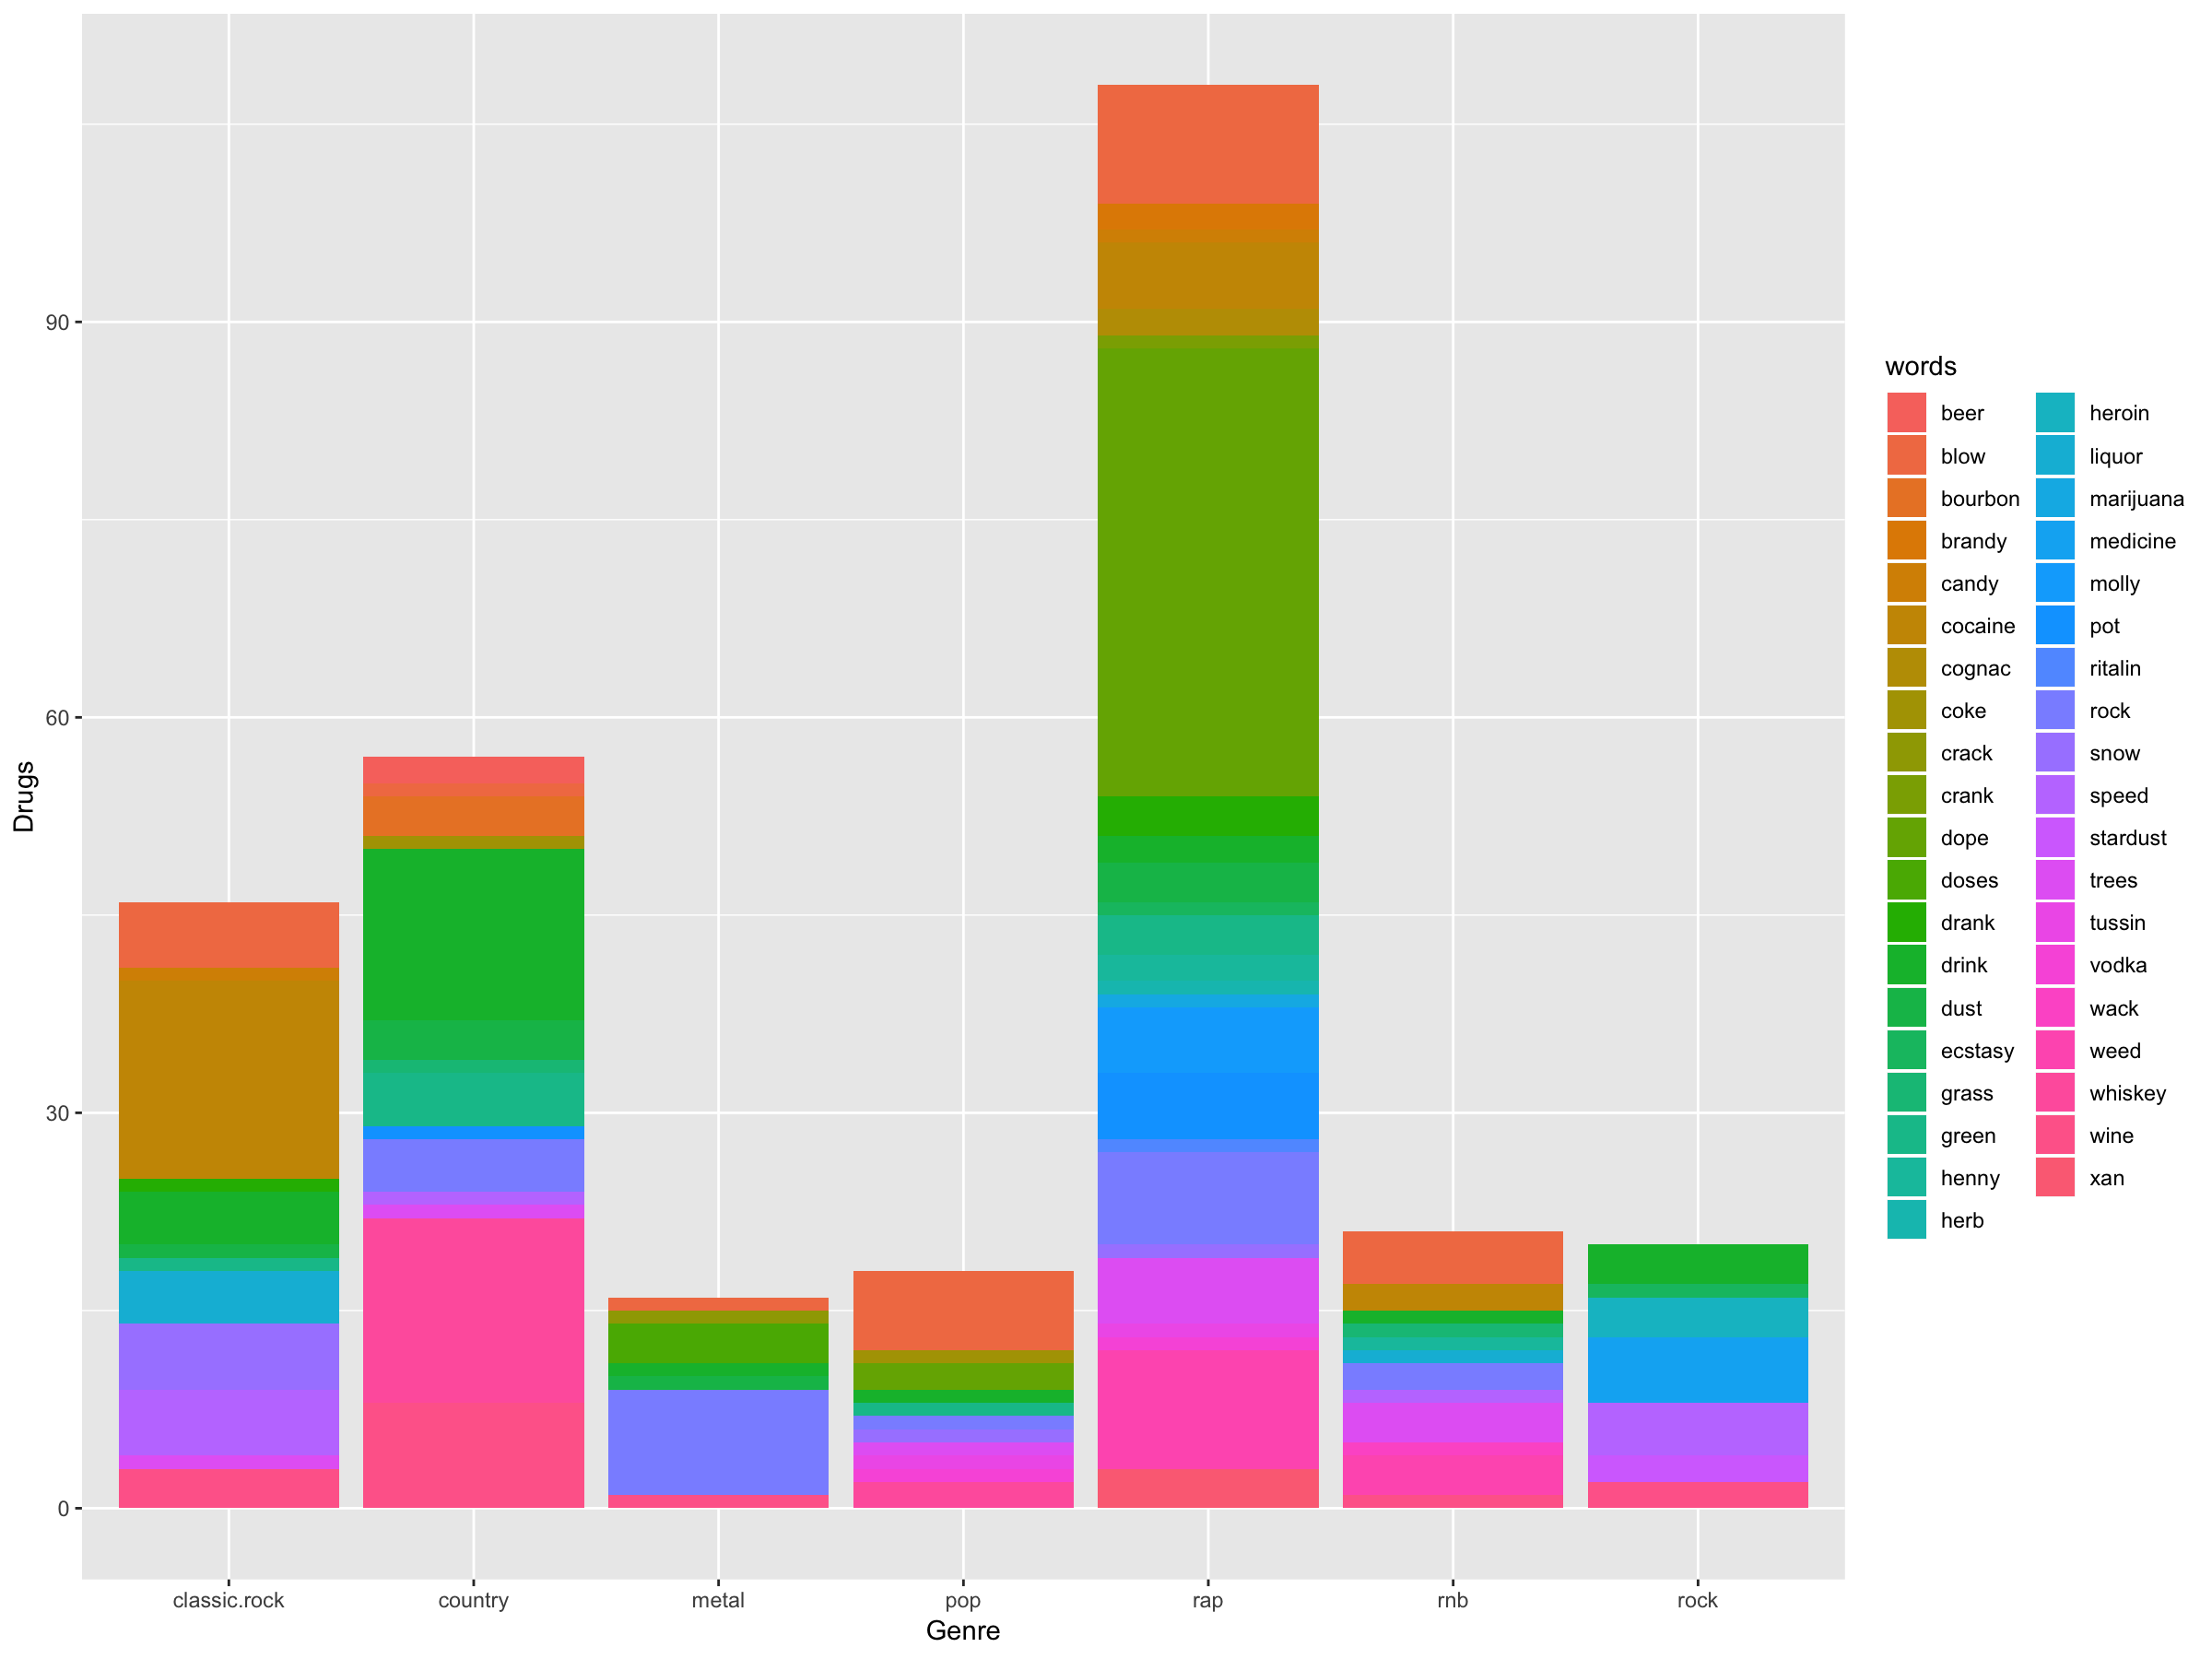 90
60
30
0
Drugs
classic.rock
country
metal
pop
rap
rnb
rock
Genre
words
beer
blow
bourbon
brandy
candy
cocaine
cognac
coke
crack
crank
dope
doses
drank
drink
dust
ecstasy
grass
green
henny
herb
heroin
liquor
marijuana
medicine
molly
pot
ritalin
rock
snow
speed
stardust
trees
tussin
vodka
wack
weed
whiskey
wine
xan